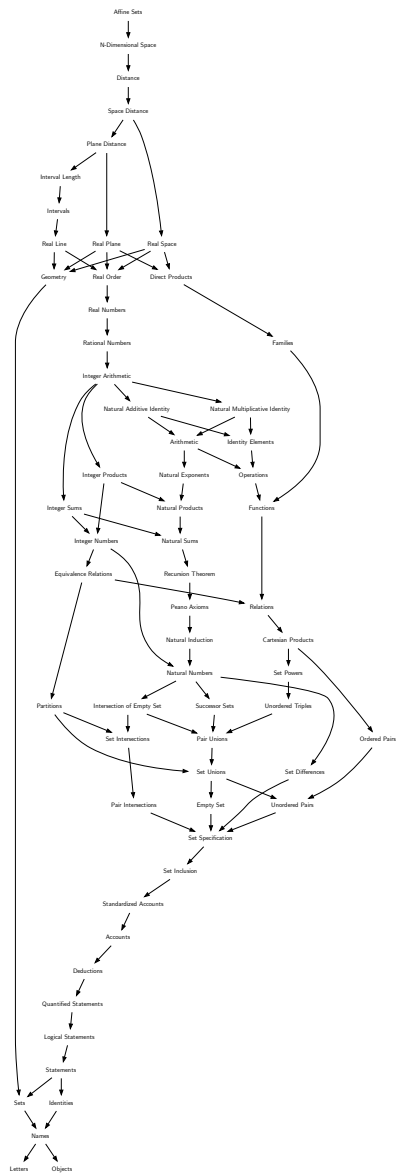 Affine Sets
N-Dimensional Space
Distance
Space Distance
Plane Distance
Interval Length
Intervals
Real Line Real Plane Real Space
Geometry Real Order Direct Products
Real Numbers
Rational Numbers Families
Integer Arithmetic
Natural Additive Identity Natural Multiplicative Identity
Arithmetic Identity Elements
Integer Products Natural Exponents Operations
Integer Sums Natural Products Functions
Integer Numbers Natural Sums
Equivalence Relations Recursion Theorem
Peano Axioms Relations
Natural Induction Cartesian Products
Natural Numbers Set Powers
Partitions Intersection of Empty Set Successor Sets Unordered Triples
Set Intersections Pair Unions Ordered Pairs
Set Unions Set Differences
Pair Intersections Empty Set Unordered Pairs
Set Specification
Set Inclusion
Standardized Accounts
Accounts
Deductions
Quantified Statements
Logical Statements
Statements
Sets Identities
Names
Letters Objects